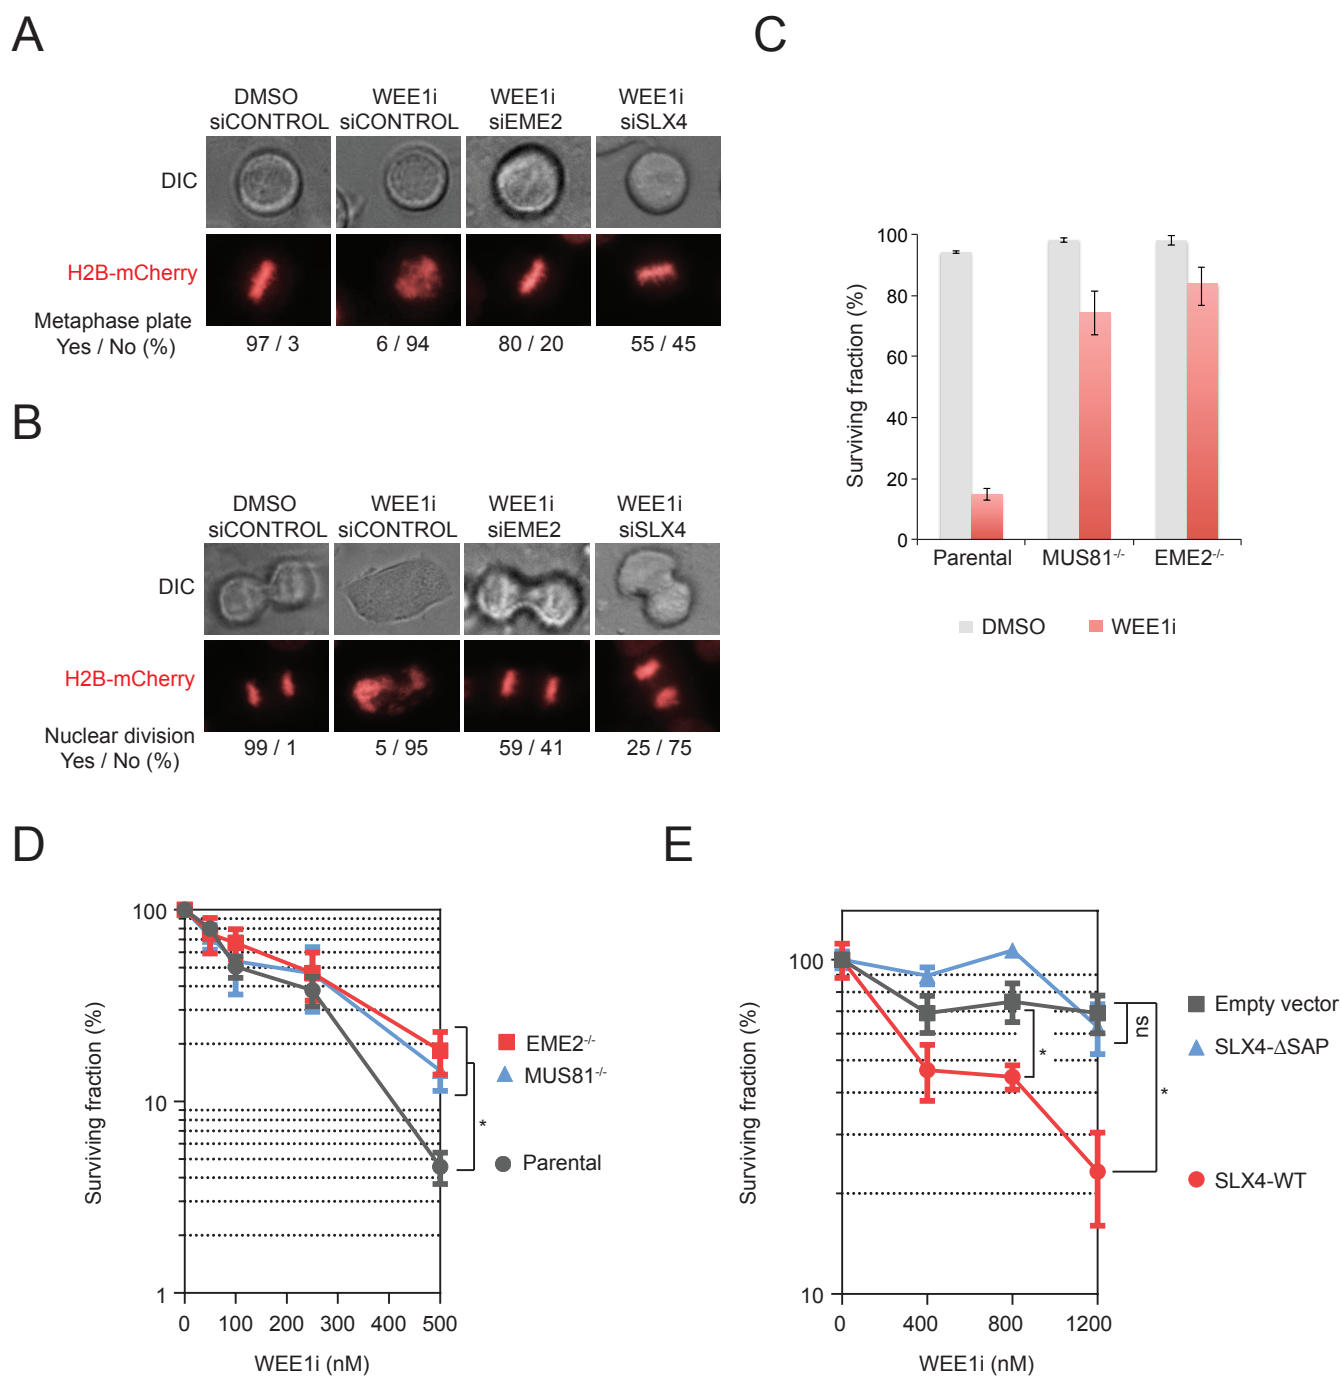 A
DMSO siCONTROL
WEE1i siCONTROL
WEE1i siEME2
WEE1i siSLX4
DIC
H2B-mCherry
Metaphase plate
Yes / No (%)
97 / 3
6 / 94
80 / 20
55 / 45
B
DMSO siCONTROL
WEE1i siCONTROL
WEE1i siEME2
WEE1i siSLX4
DIC
H2B-mCherry
Nuclear division
Yes / No (%)
99 / 1
5 / 95
59 / 41
25 / 75
C
Surviving fraction (%)
100
80
60
40
20
0
Parental
MUS81-/-
EME2-/-
DMSO
WEE1i
D
Surviving fraction (%)
100
10
1
0 100 200 300 400 500
WEE1i (nM)
EME2-/-
MUS81-/-
*
Parental
E
Surviving fraction (%)
100
10
0 400 800 1200
WEE1i (nM)
*
ns
*
Empty vector
SLX4-ΔSAP
SLX4-WT